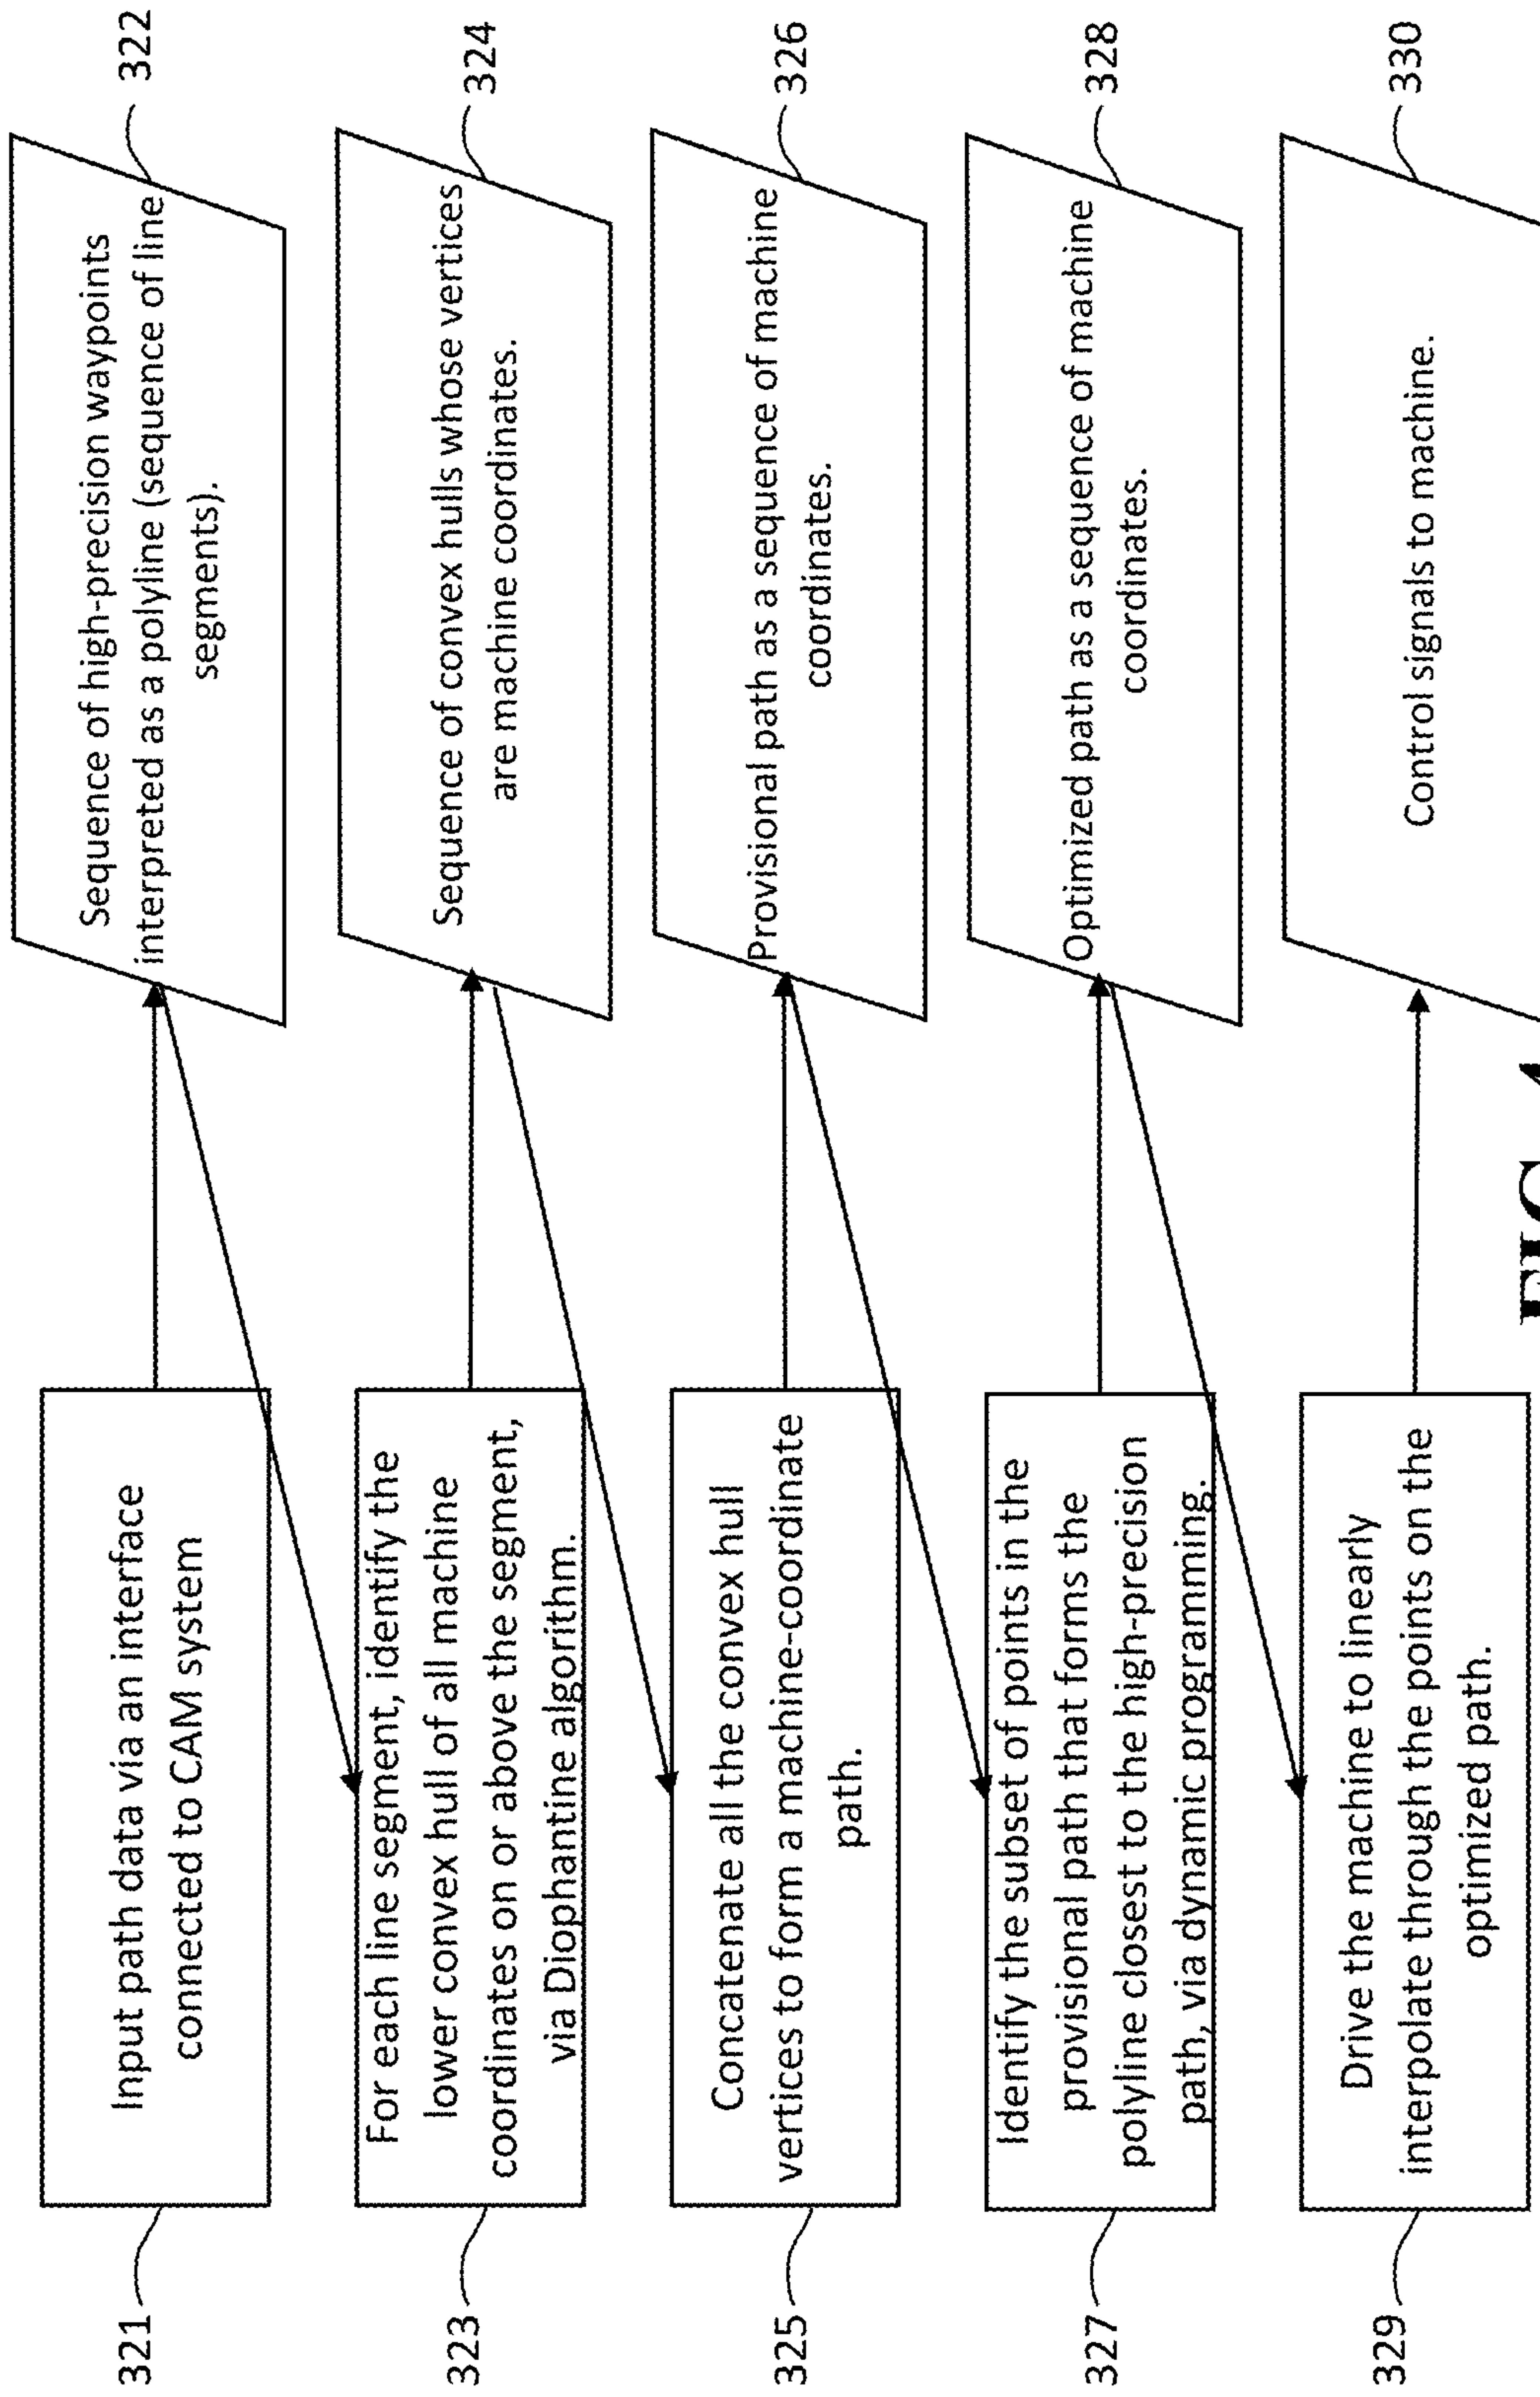 321
Input path data via an interface
connected to CAM system
Sequence of high-precision waypoints
interpreted as a polyline (sequence of line
segments).
322
323
For each line segment, identify the
lower convex hull of all machine
coordinates on or above the segment,
via Diophantine algorithm.
Sequence of convex hulls whose vertices
are machine coordinates.
324
325
Concatenate all the convex hull
vertices to form a machine-coordinate
path.
Provisional path as a sequence of machine
coordinates.
326
327
Identify the subset of points in the
provisional path that forms the
polyline closest to the high-precision
path, via dynamic programming.
Optimized path as a sequence of machine
coordinates.
328
329
Drive the machine to linearly
interpolate through the points on the
optimized path.
Control signals to machine.
330